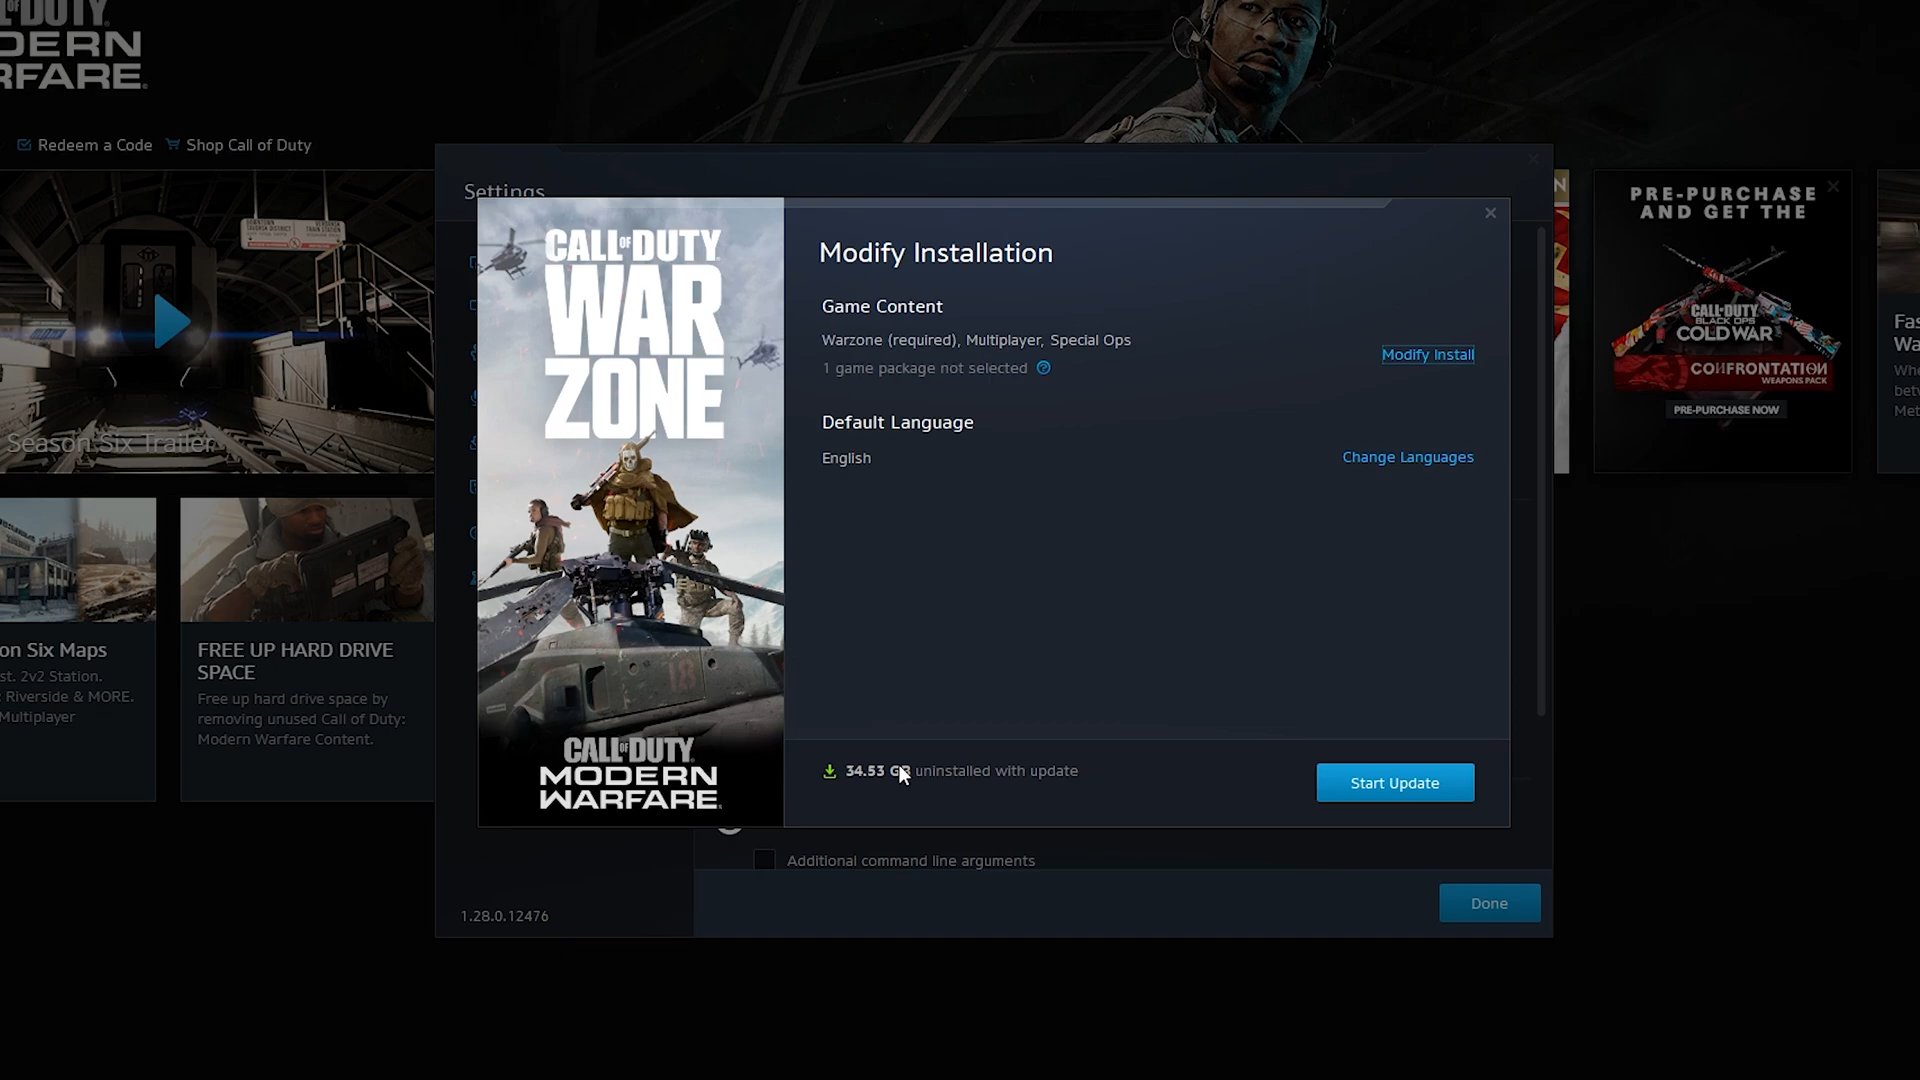 OF DUTY
DERN
RFARE.
Redeem a Code
Shop Call of Duty
Settings
Season Six Trailer
on Six Maps
st. 2v2 Station.
Riverside & MORE.
Multiplayer
FREE UP HARD DRIVE
SPACE
Free up hard drive space by
removing unused Call of Duty:
Modern Warfare Content.
CALL OF DUTY
WAR
ZONE
18
CALL OF DUTY.
MODERN
WARFARE.
Modify Installation
Game Content
Warzone (required), Multiplayer, Special Ops
1 game package not selected ?
Modify Install
Default Language
English
Change Languages
34.53 GB uninstalled with update
Start Update
Additional command line arguments
1.28.0.12476
Done
N
PRE-PURCHASE
AND GET THE
CALL OF DUTY
BLACK OPS
COLD WAR
CONFRONTATION
WEAPONS PACK
PRE-PURCHASE NOW
Fas
Wa
Whe
betw
Met